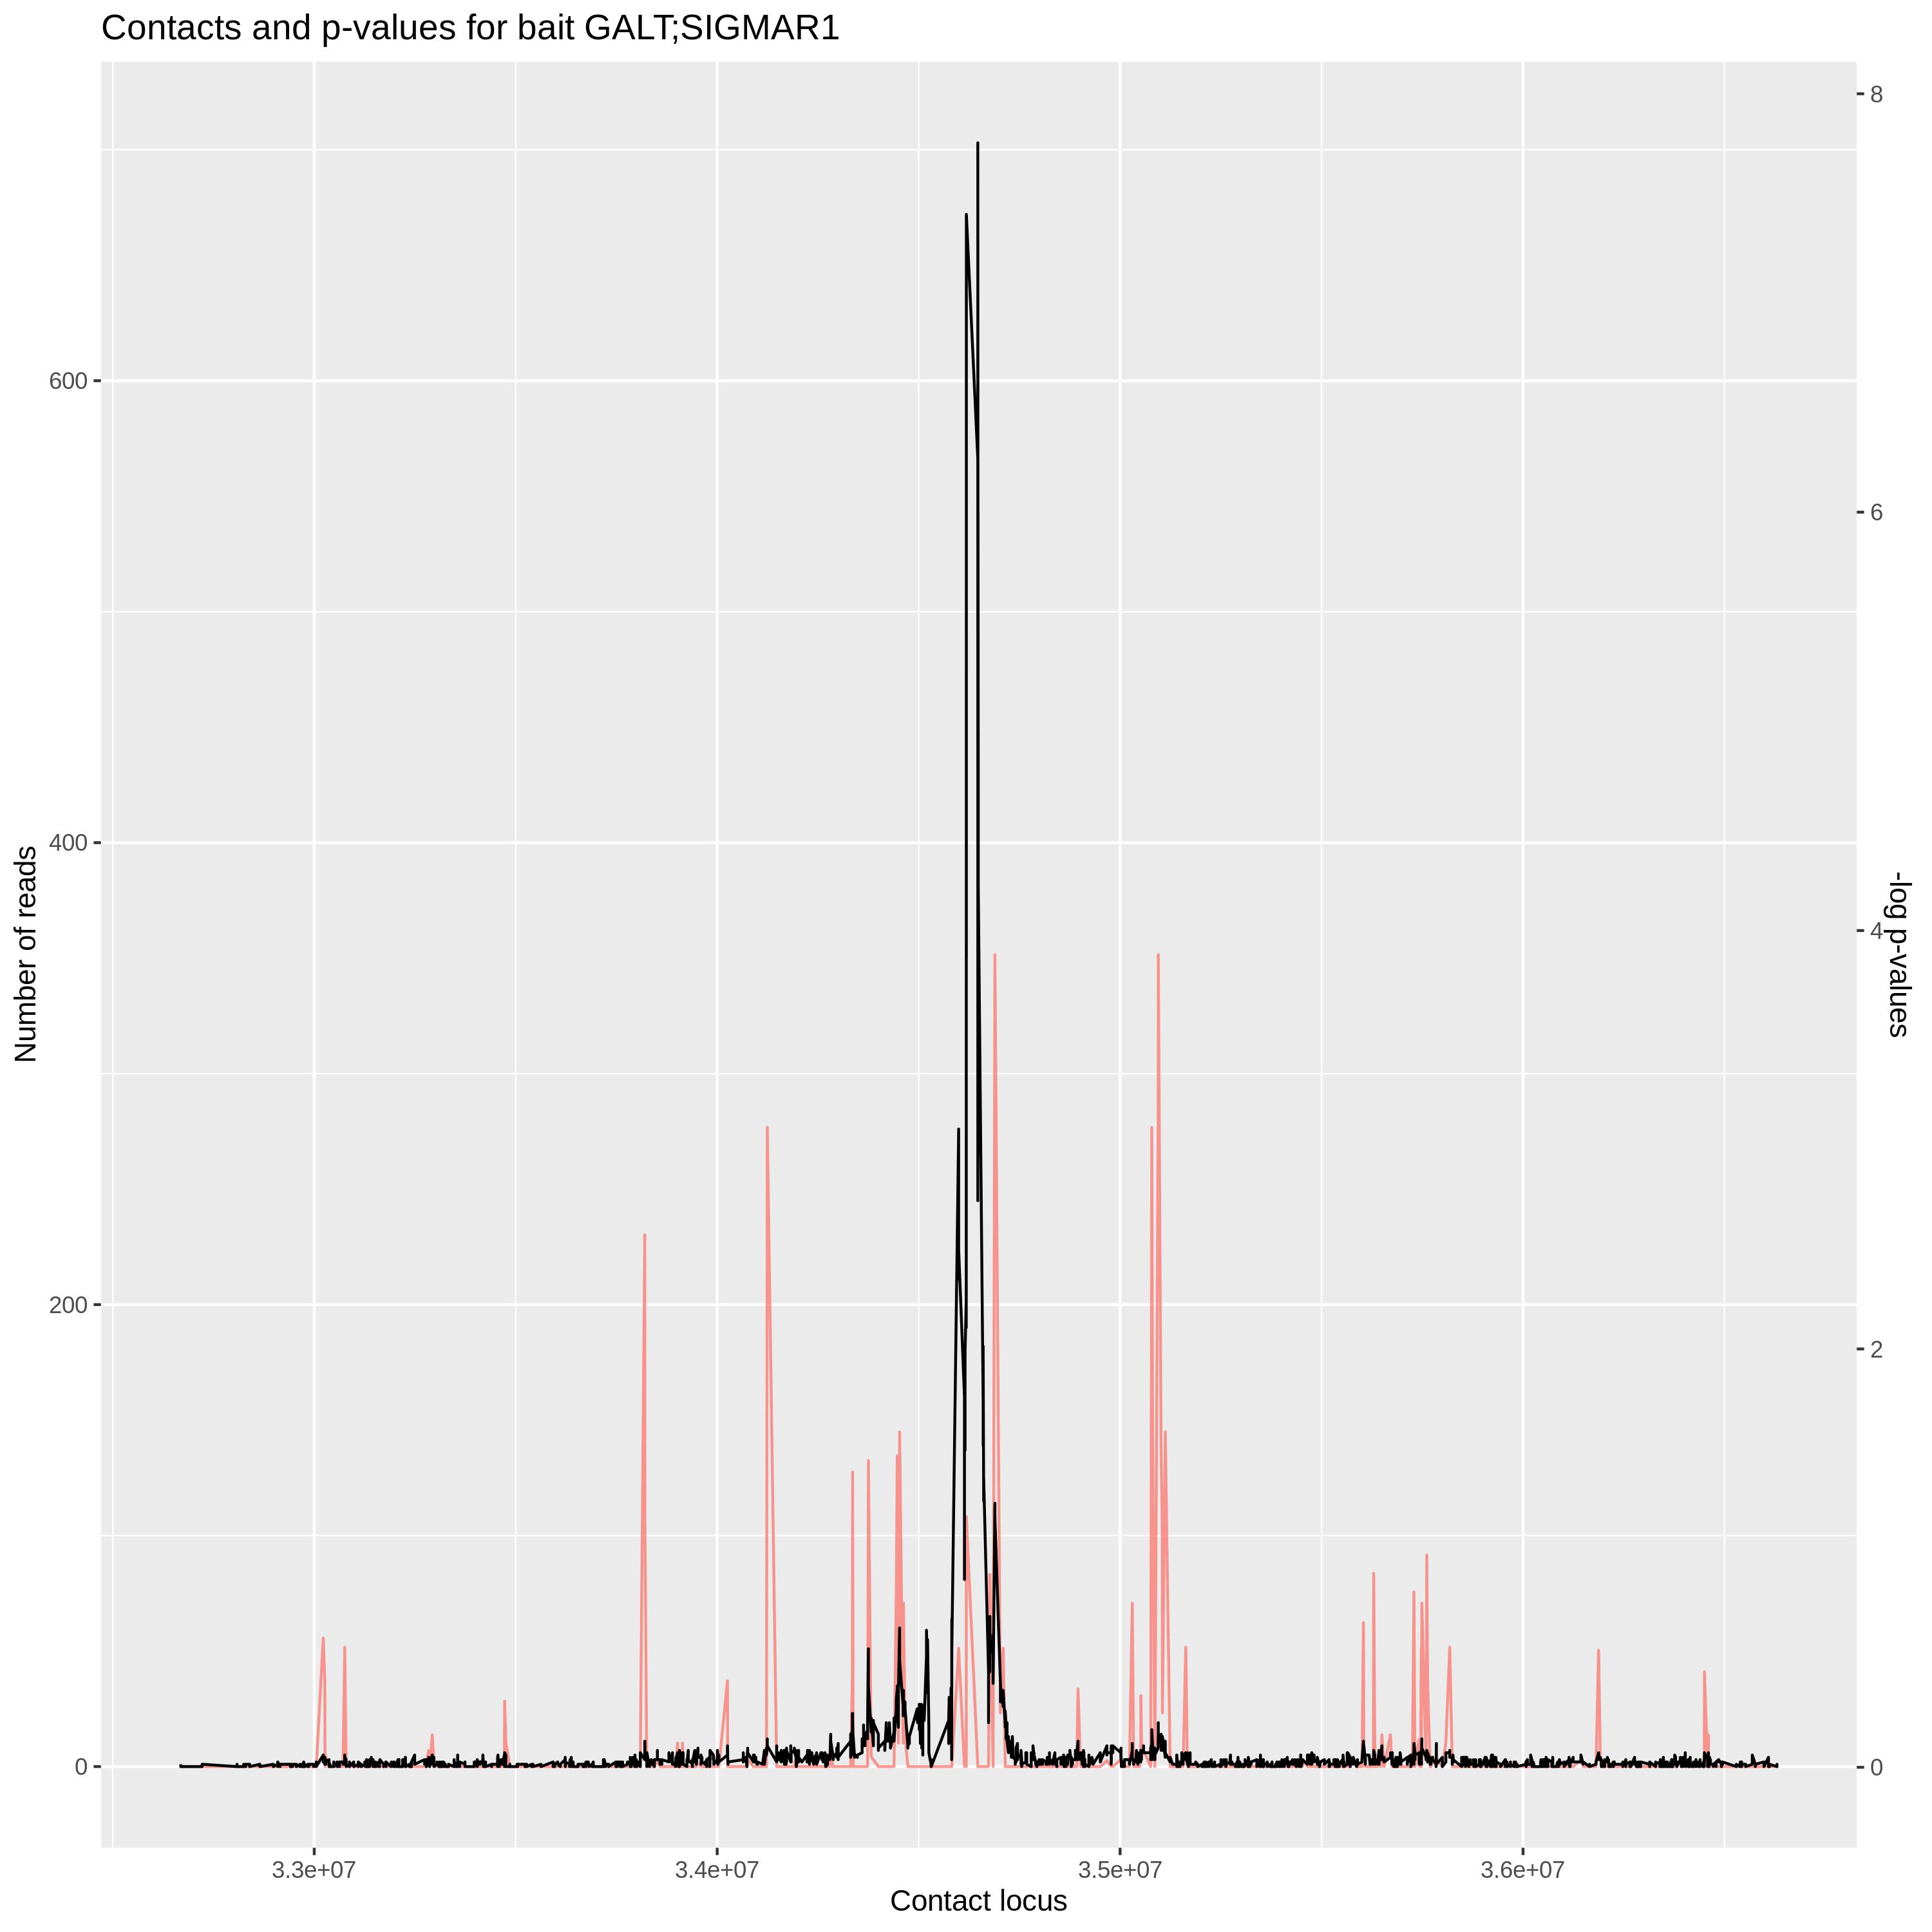 Contacts and p-values for bait GALT;SIGMAR1
Number of reads
600
400
200
0
8
6
4
2
0
-log p-values
3.3e+07
3.4e+07
3.5e+07
3.6e+07
Contact locus